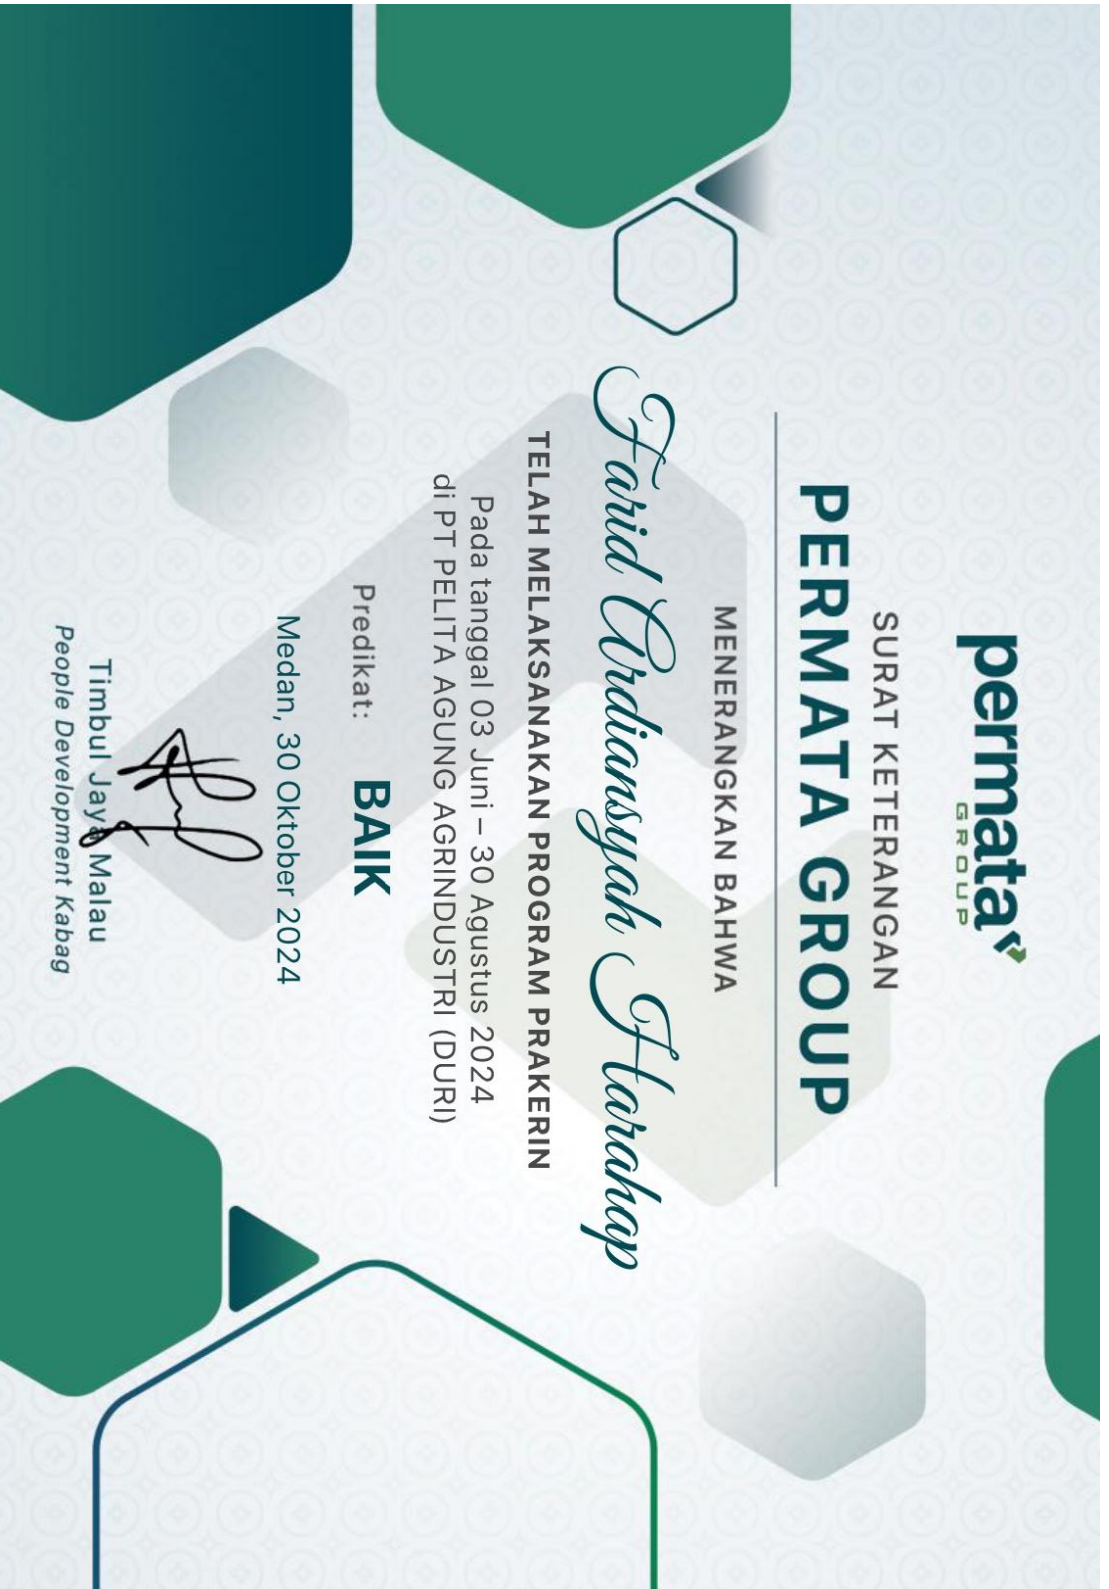 permata
GROUP
SURAT KETERANGAN
PERMATA GROUP
MENERANGKAN BAHWA
Farid Ardiansyah Harahap
TELAH MELAKSANAKAN PROGRAM PRAKERIN
Pada tanggal 03 Juni – 30 Agustus 2024
di PT PELITA AGUNG AGRINDUSTRI (DURI)
Predikat: BAIK
Medan, 30 Oktober 2024
Timbul Jaya Malau
People Development Kabag